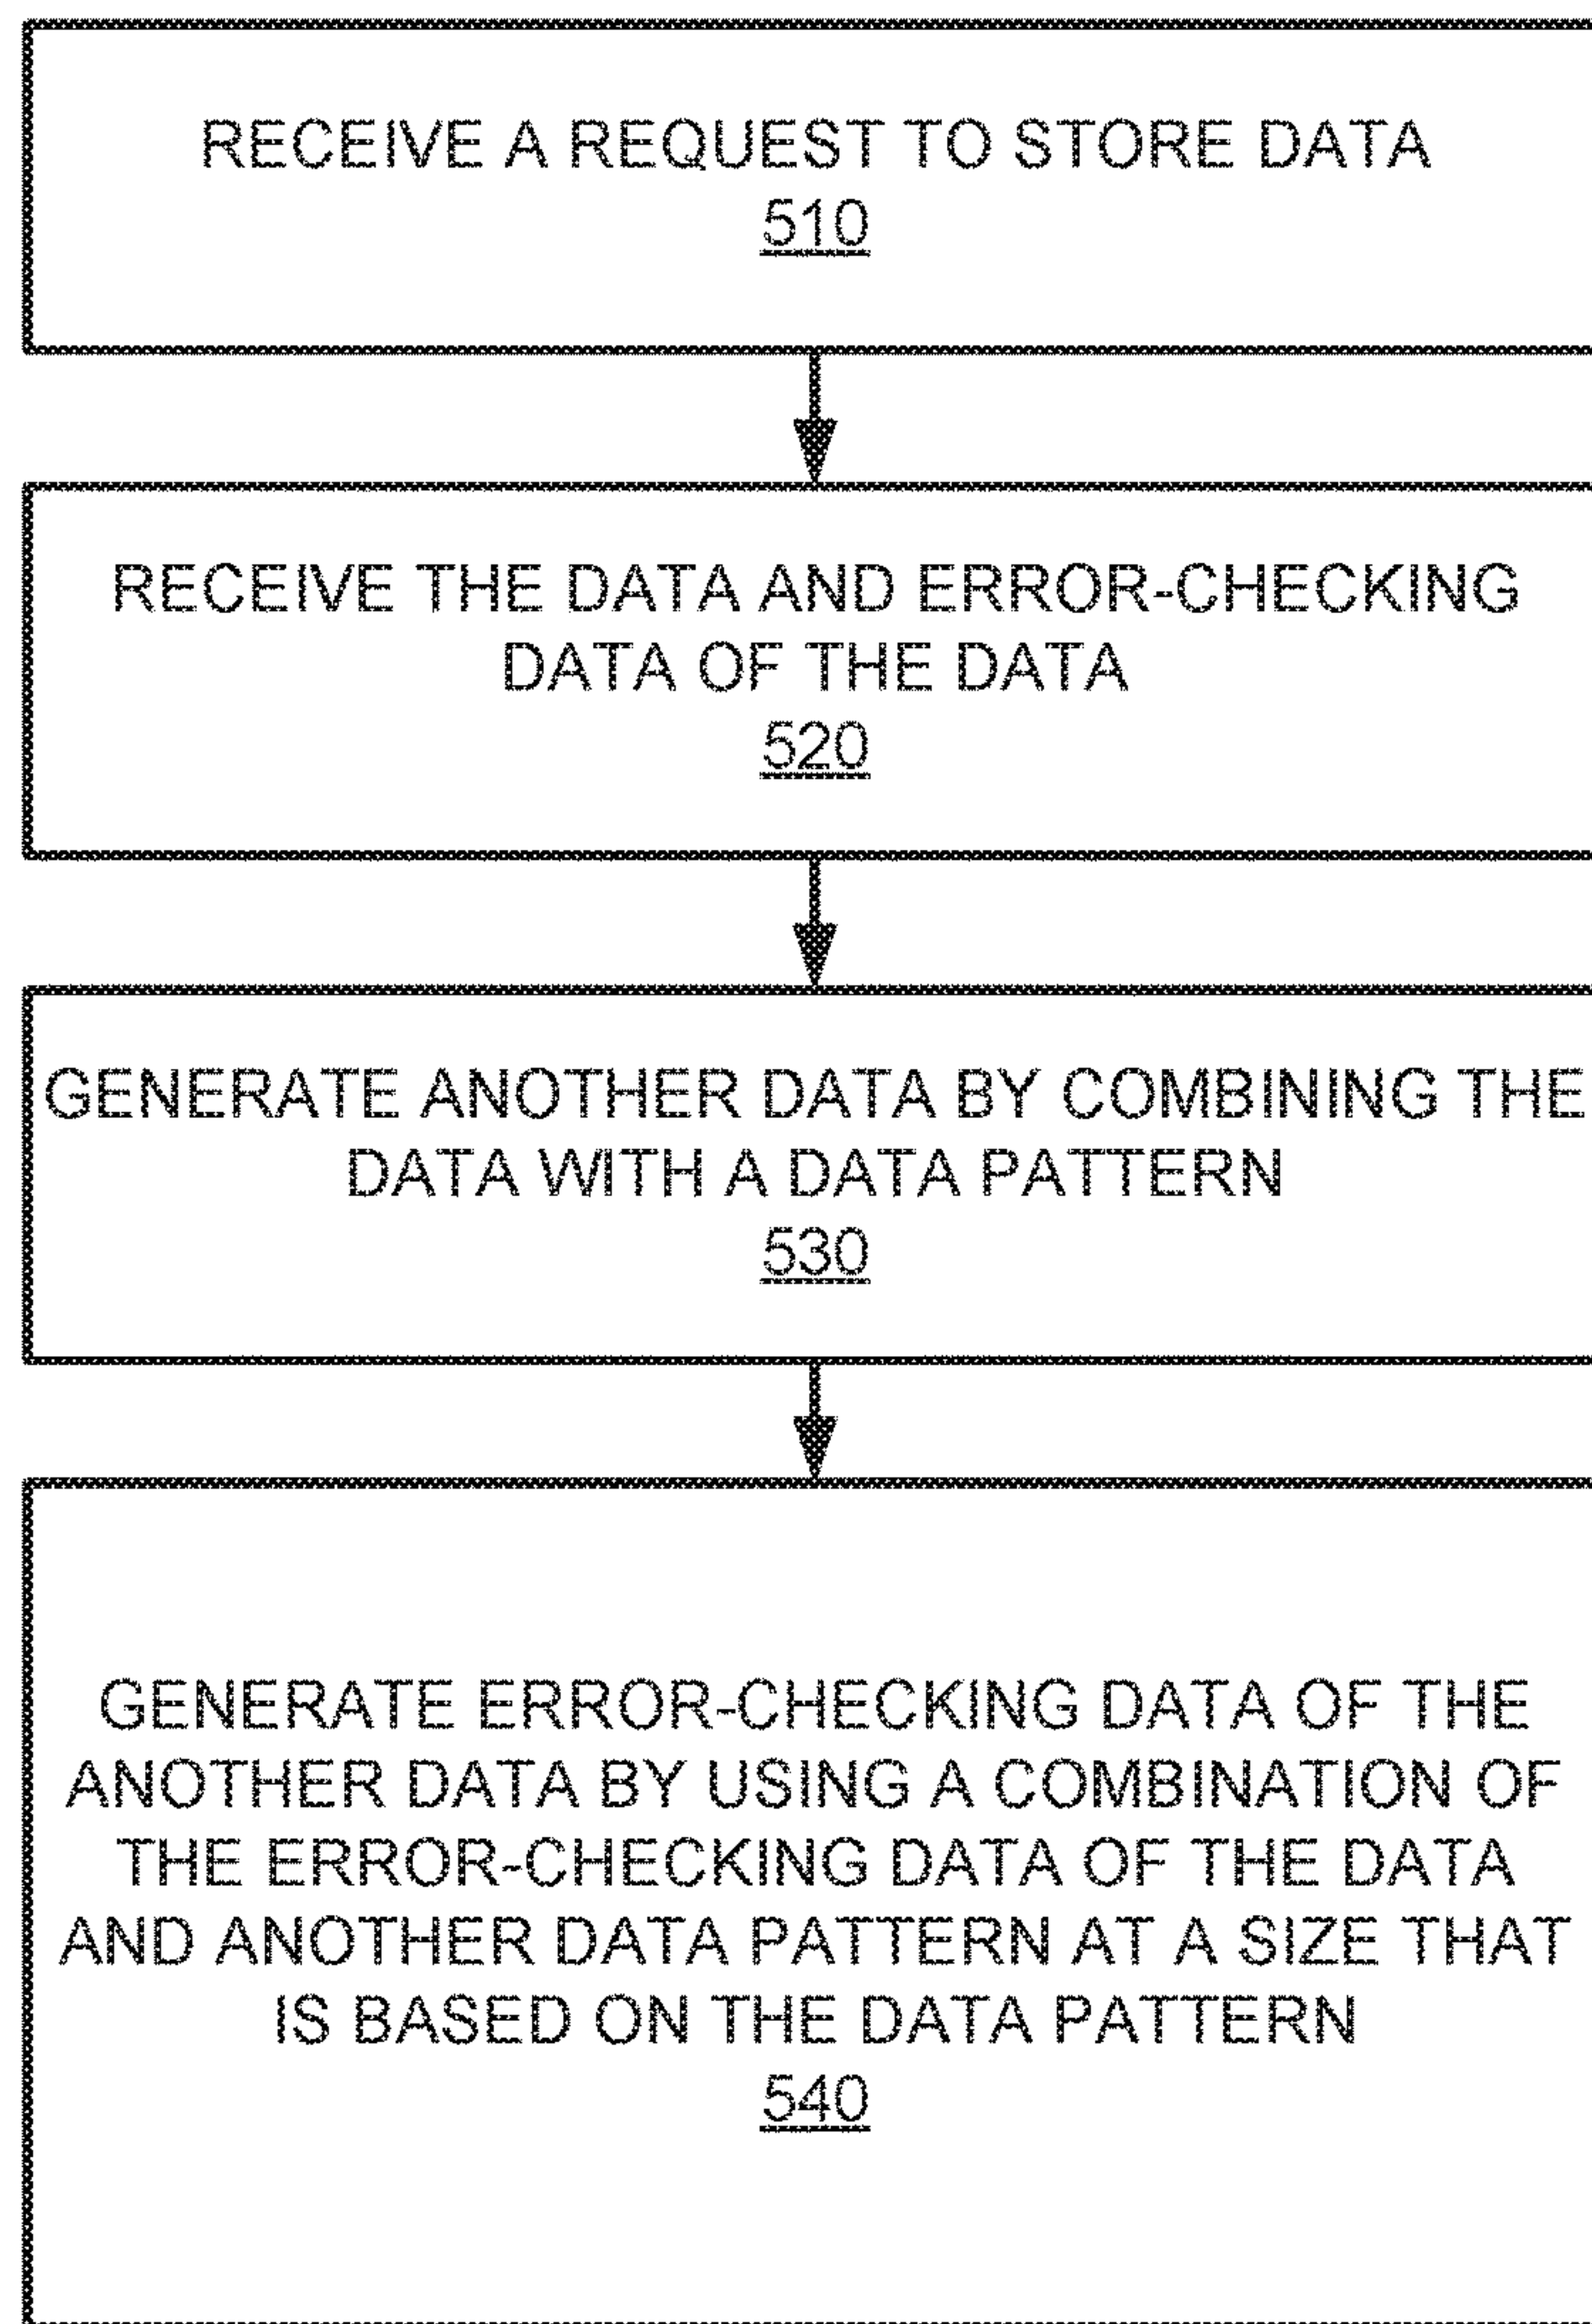 RECEIVE A REQUEST TO STORE DATA
510
RECEIVE THE DATA AND ERROR-CHECKING
DATA OF THE DATA
520
GENERATE ANOTHER DATA BY COMBINING THE
DATA WITH A DATA PATTERN
530
GENERATE ERROR-CHECKING DATA OF THE
ANOTHER DATA BY USING A COMBINATION OF
THE ERROR-CHECKING DATA OF THE DATA
AND ANOTHER DATA PATTERN AT A SIZE THAT
IS BASED ON THE DATA PATTERN
540